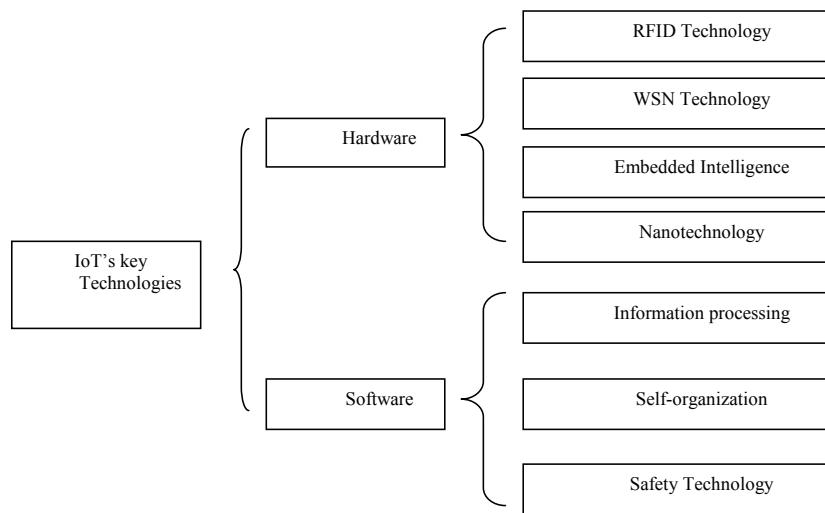 IoT's key
Technologies
Hardware
RFID Technology
WSN Technology
Embedded Intelligence
Nanotechnology
Software
Information processing
Self-organization
Safety Technology